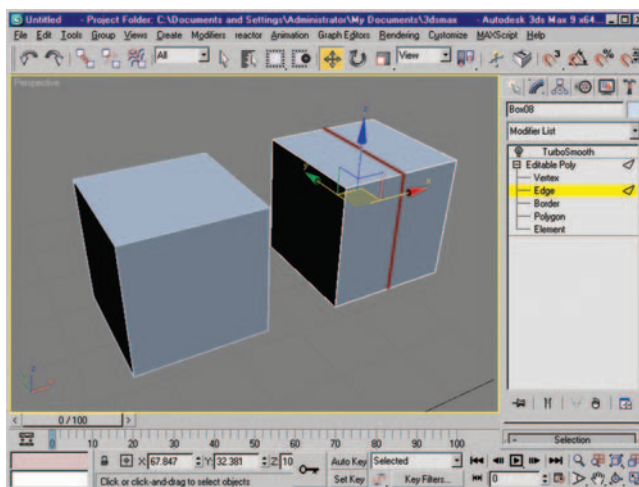 Untitled - Project Folder: C:\Documents and Settings\Administrator\My Documents\3dsmax - Autodesk 3ds Max 9 x64...
File Edit Tools Group Views Create Modifiers reactor Animation Graph Editors Rendering Customize MAXScript Help
All View
Perspective
z
y x
Box08
Modifier List
TurboSmooth
Editable Poly
Vertex
Edge
Border
Polygon
Element
z
0 / 100
0 10 20 30 40 50 60 70 80 90 100
Selection
X: 67.847 Y: 32.381 Z: 10 Auto Key Selected
Click or click-and-drag to select objects Set Key Key Filters... 0